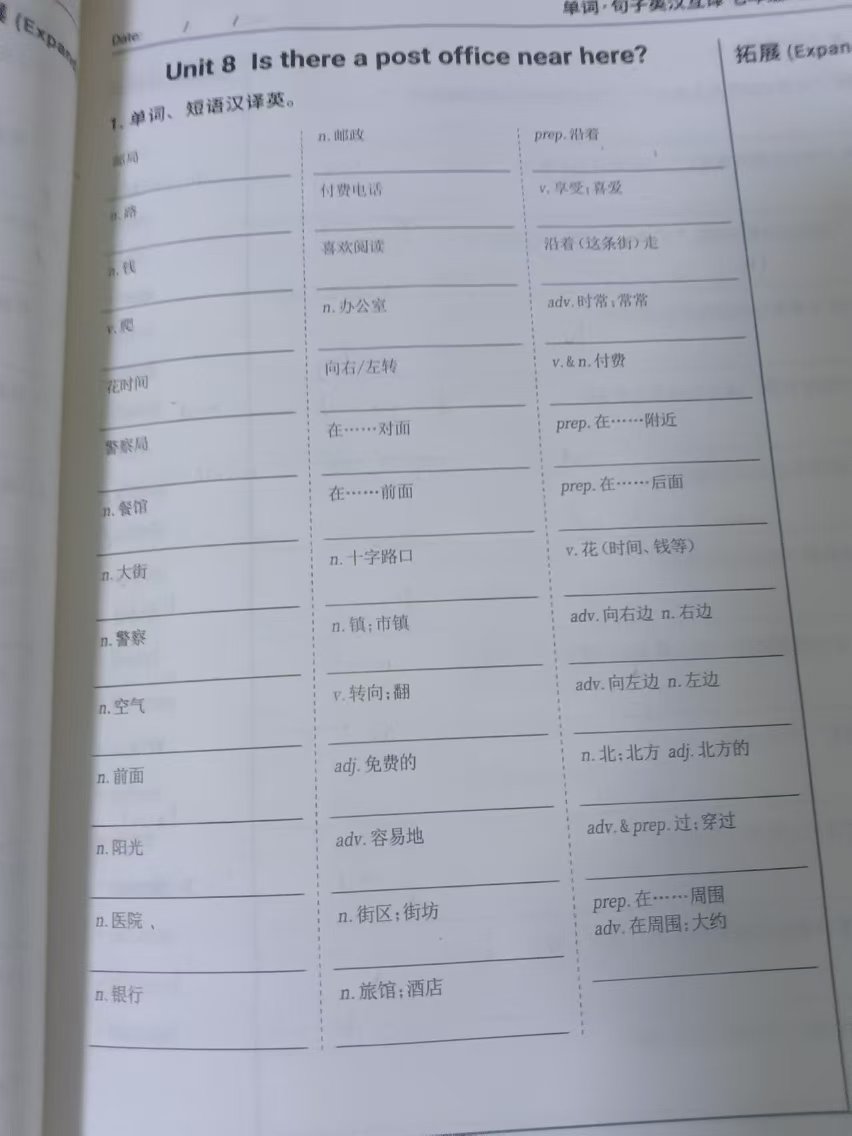 (Expan
Date: / /
单词·句子英汉互译
Unit 8 Is there a post office near here?
拓展 (Expan
1. 单词、短语汉译英。
邮局
n. 路
n. 钱
v. 爬
花时间
警察局
n. 餐馆
n. 大街
n. 警察
n. 空气
n. 前面
n. 阳光
n. 医院
n. 银行
n. 邮政
付费电话
喜欢阅读
n. 办公室
向右/左转
在……对面
在……前面
n. 十字路口
n. 镇;市镇
v. 转向;翻
adj. 免费的
adv. 容易地
n. 街区;街坊
n. 旅馆;酒店
prep. 沿着
v. 享受;喜爱
沿着(这条街)走
adv. 时常;常常
v. & n. 付费
prep. 在……附近
prep. 在……后面
v. 花(时间、钱等)
adv. 向右边 n. 右边
adv. 向左边 n. 左边
n. 北;北方 adj. 北方的
adv. & prep. 过;穿过
prep. 在……周围
adv. 在周围;大约